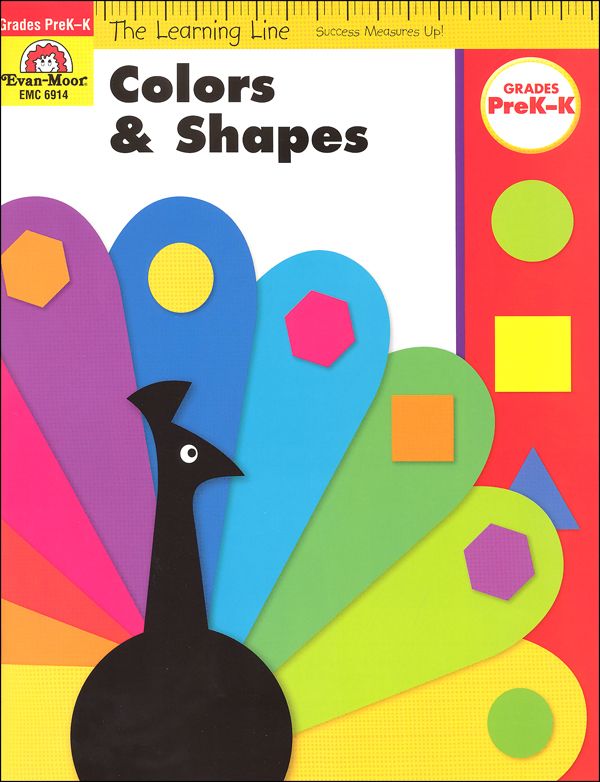 Grades PreK–K
The Learning Line Success Measures Up!
Evan-Moor®
EMC 6914
Colors
& Shapes
GRADES
PreK–K